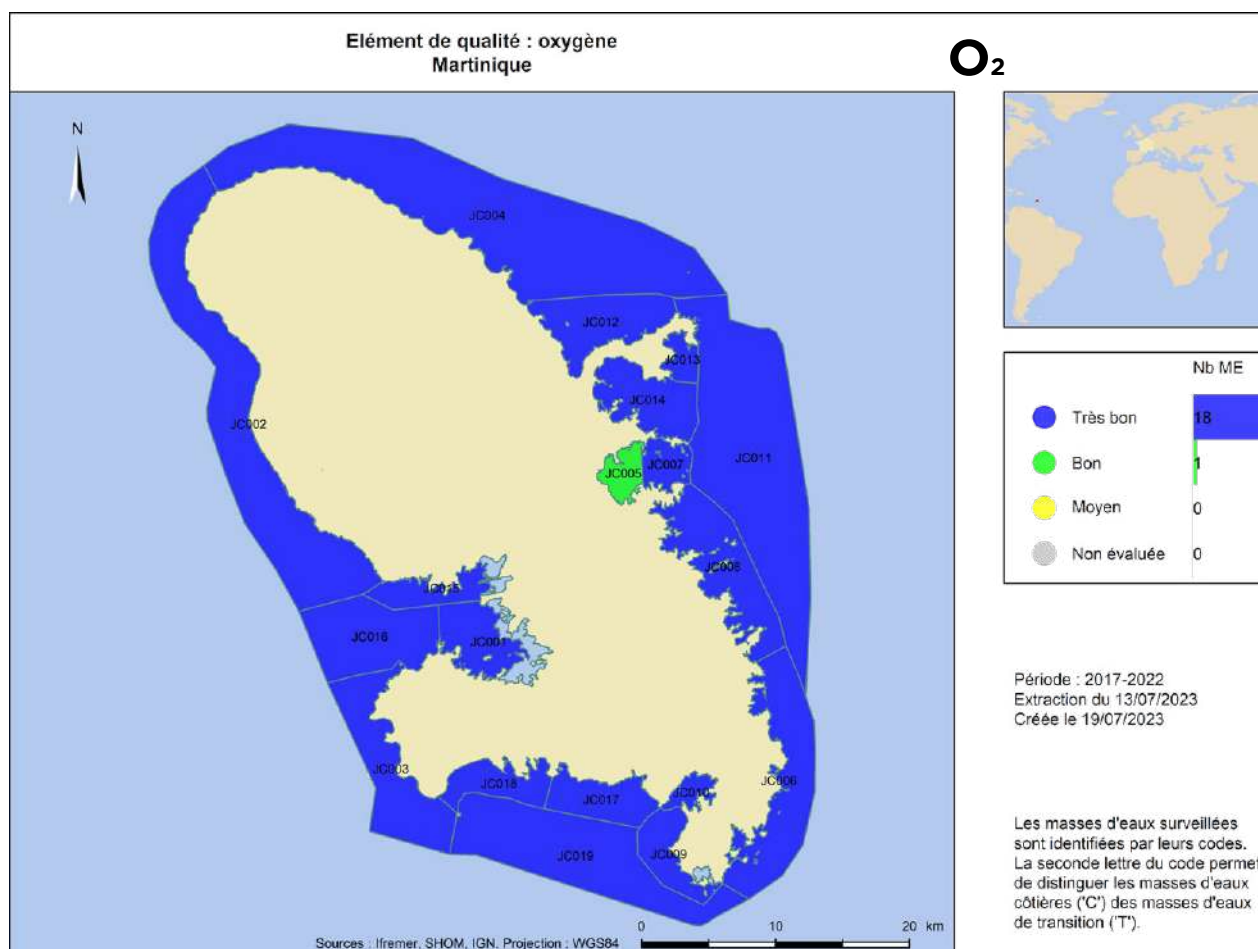 Elément de qualité : oxygène
Martinique
O₂
N
JC004
JC012
JC013
JC014
JC002
JC011
JC007
JC005
JC008
JC015
JC016
JC001
JC003
JC006
JC018
JC010
JC017
JC009
JC019
0 10 20 km
Sources : Ifremer, SHOM, IGN. Projection : WGS84
Nb ME
Très bon 18
Bon 1
Moyen 0
Non évaluée 0
Période : 2017-2022
Extraction du 13/07/2023
Créée le 19/07/2023
Les masses d'eaux surveillées
sont identifiées par leurs codes.
La seconde lettre du code permet
de distinguer les masses d'eaux
côtières ('C') des masses d'eaux
de transition ('T').